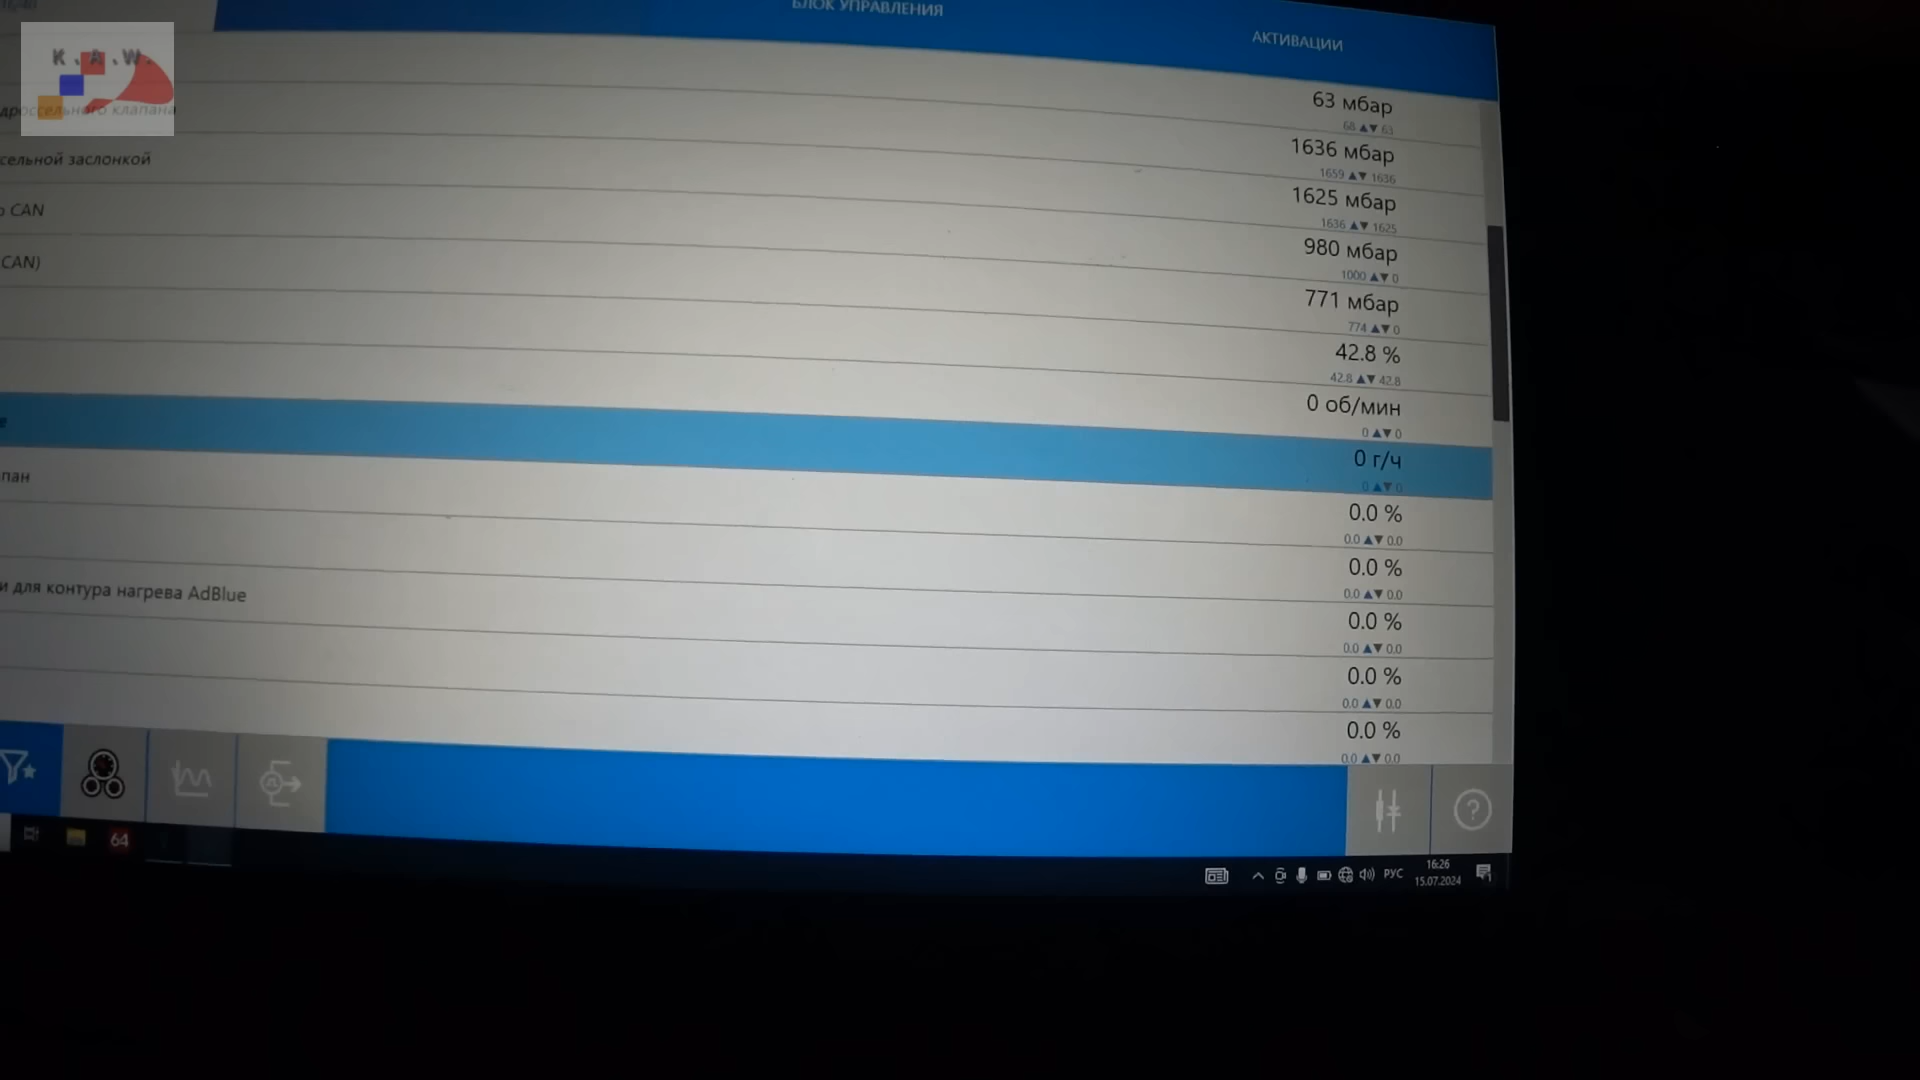 БЛОК УПРАВЛЕНИЯ
АКТИВАЦИИ
K.A.W.
63 мбар
68 ▲▼ 63
дроссельного клапана
1636 мбар
1659 ▲▼ 1636
сельной заслонкой
1625 мбар
1636 ▲▼ 1625
CAN
980 мбар
1000 ▲▼ 0
CAN)
771 мбар
774 ▲▼ 0
42.8 %
42.8 ▲▼ 42.8
0 об/мин
0 ▲▼ 0
е
0 г/ч
0 ▲▼ 0
пан
0.0 %
0.0 ▲▼ 0.0
0.0 %
0.0 ▲▼ 0.0
и для контура нагрева AdBlue
0.0 %
0.0 ▲▼ 0.0
0.0 %
0.0 ▲▼ 0.0
0.0 %
0.0 ▲▼ 0.0
?
64
РУС
16:26
15.07.2024